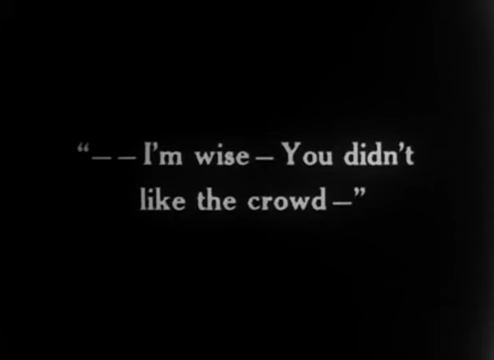 “— — I'm wise — You didn't
like the crowd —”